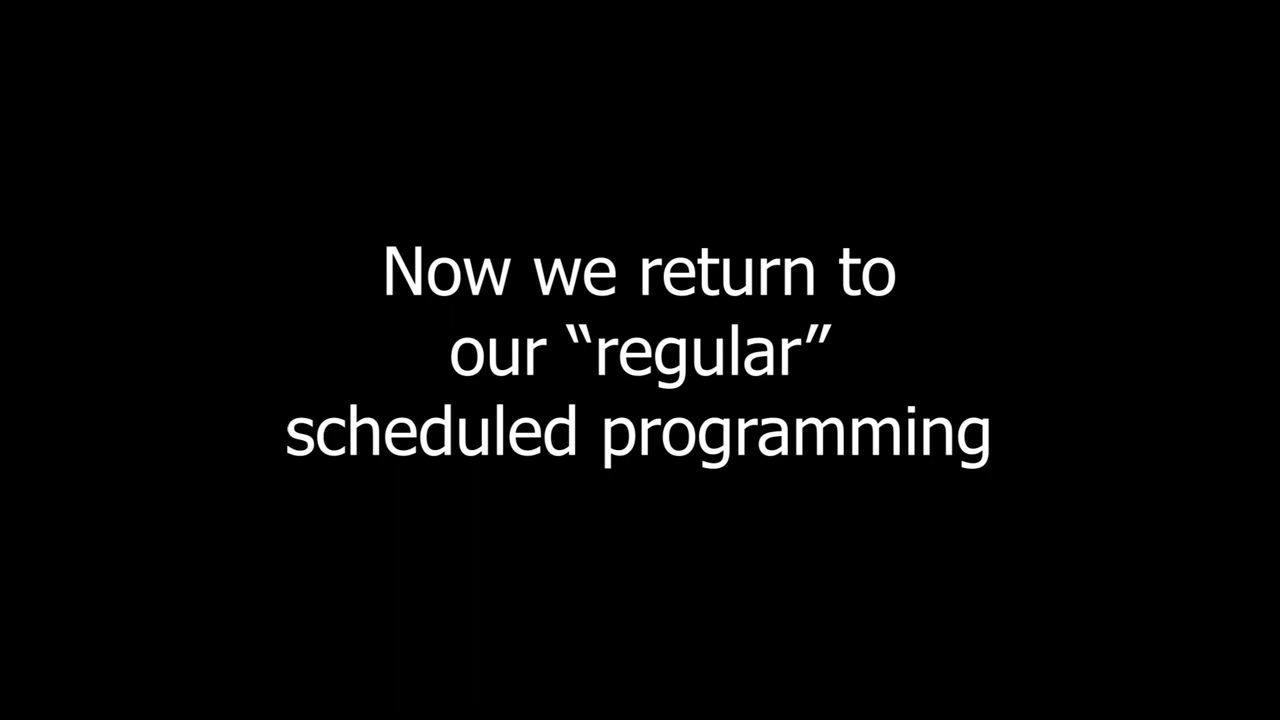 Now we return to
our “regular”
scheduled programming